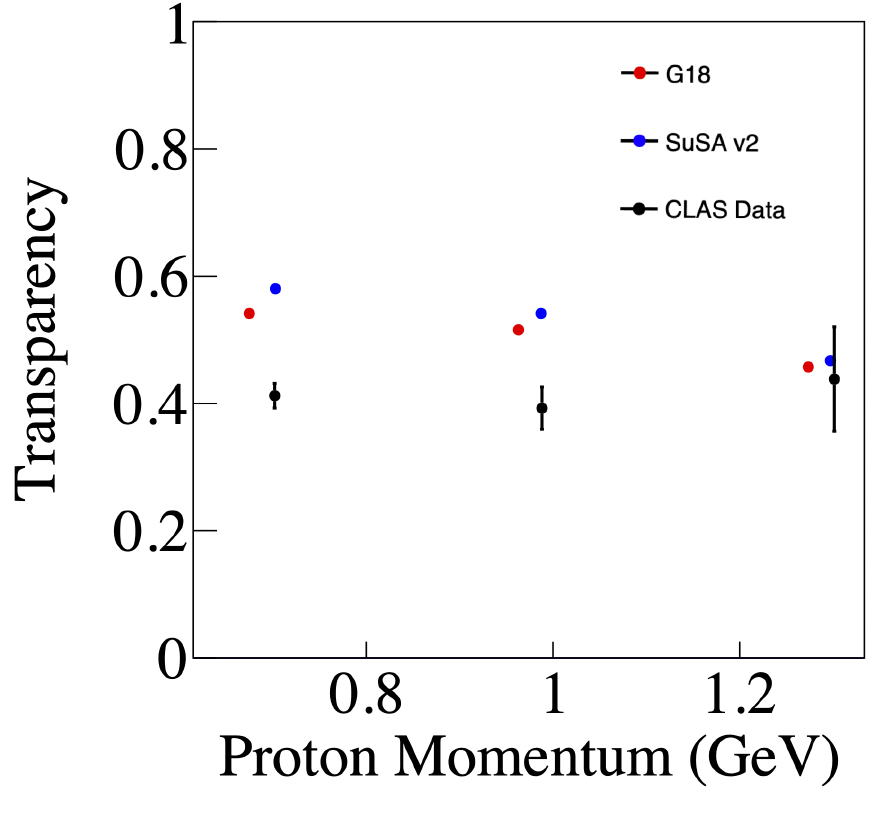 1
0.8
0.6
0.4
0.2
0
Transparency
G18
SuSA v2
CLAS Data
0.8 1 1.2
Proton Momentum (GeV)